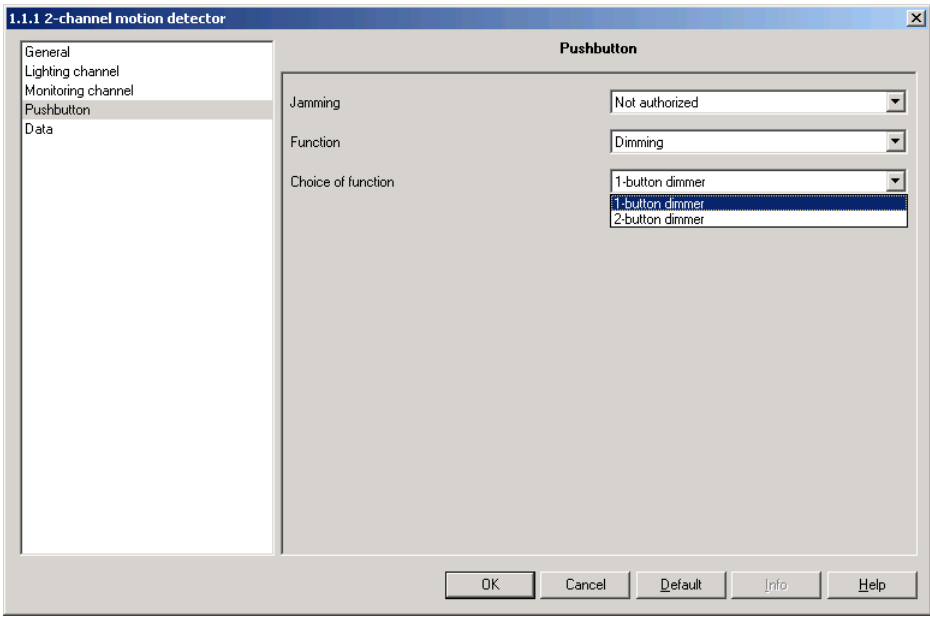 1.1.1 2-channel motion detector
General
Lighting channel
Monitoring channel
Pushbutton
Data
Pushbutton
Jamming
Not authorized
Function
Dimming
Choice of function
1-button dimmer
1-button dimmer
2-button dimmer
OK
Cancel
Default
Info
Help